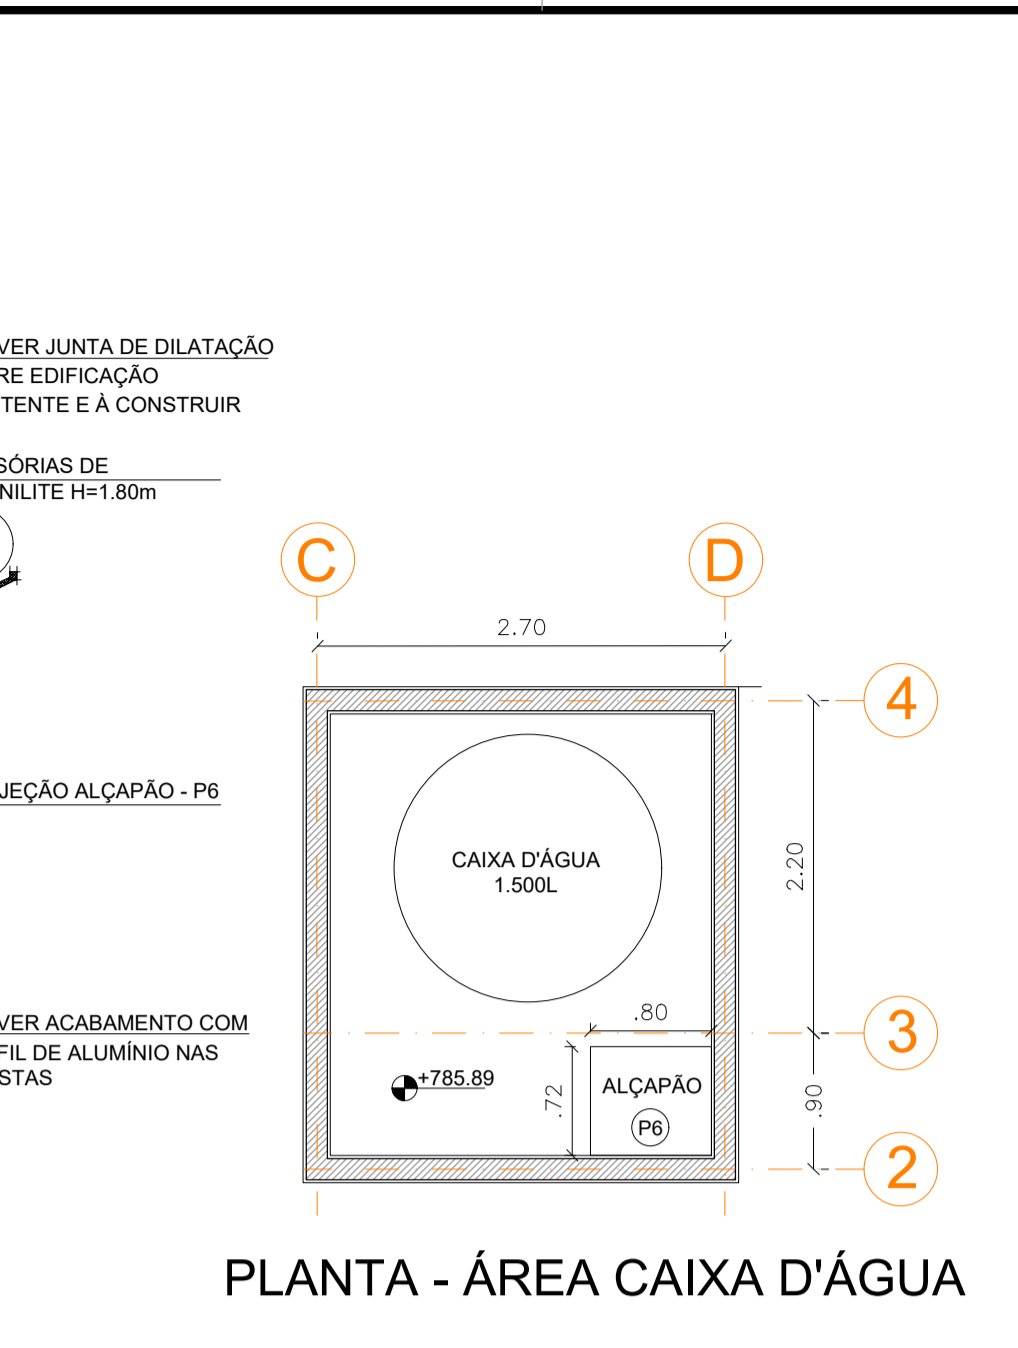 VER JUNTA DE DILATAÇÃO
RE EDIFICAÇÃO
TENTE E À CONSTRUIR
SÓRIAS DE
NILITE H=1.80m
C
D
2.70
4
JEÇÃO ALÇAPÃO - P6
CAIXA D'ÁGUA
1.500L
2.20
VER ACABAMENTO COM
FIL DE ALUMÍNIO NAS
STAS
.80
3
+785.89
.72
ALÇAPÃO
P6
.90
2
PLANTA - ÁREA CAIXA D'ÁGUA